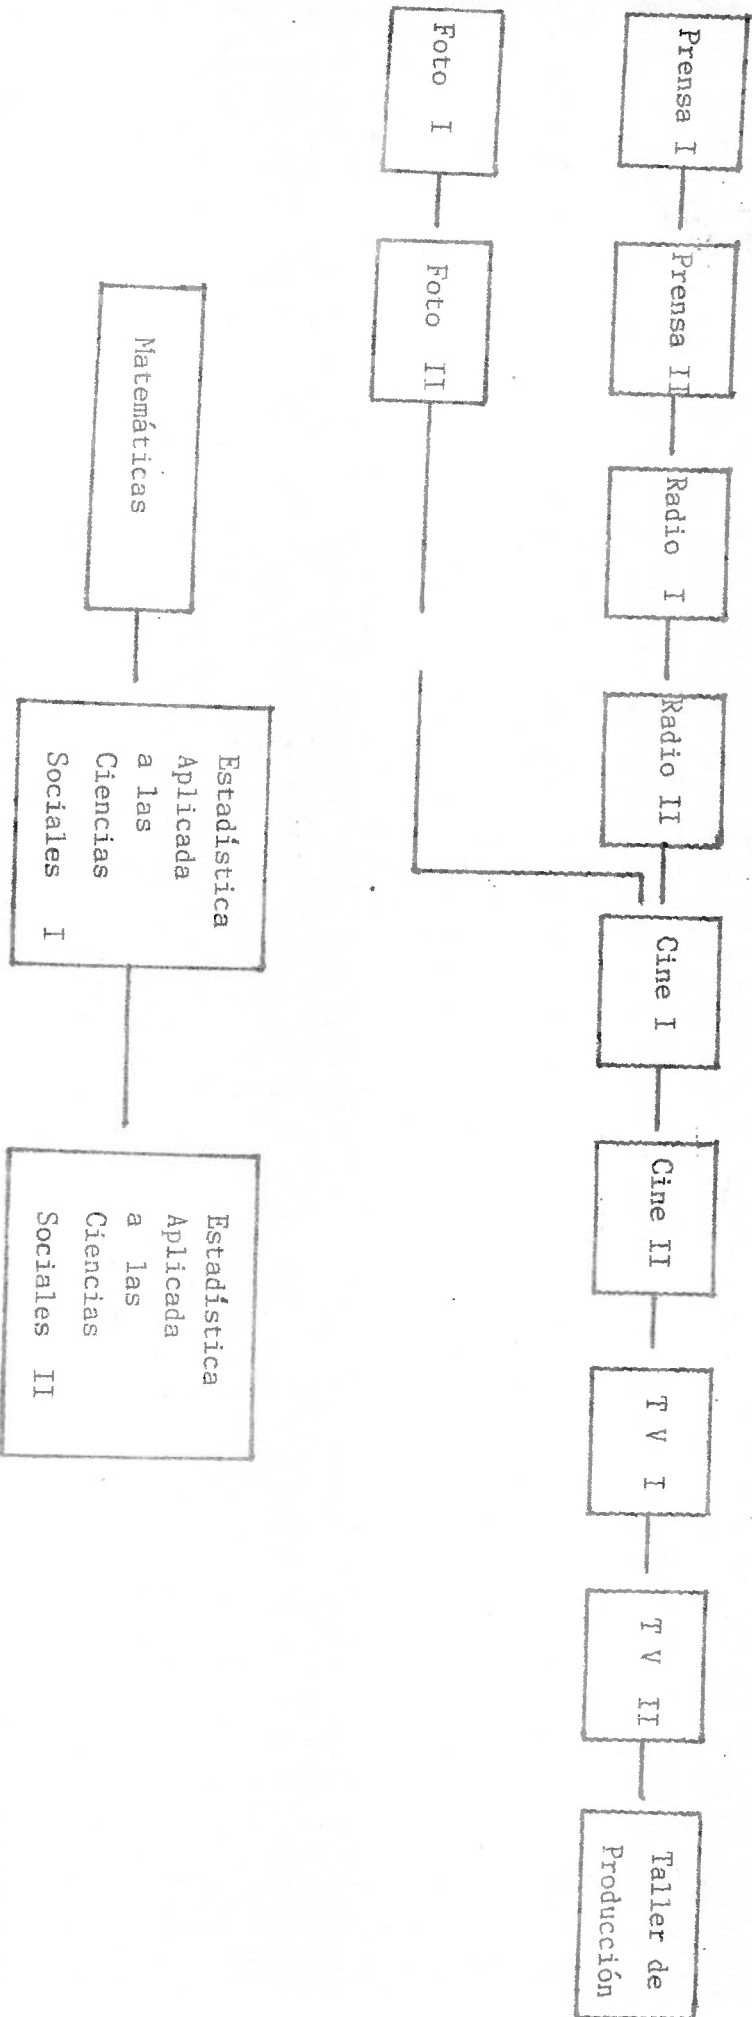 Prensa I
Prensa II
Radio I
Radio II
Cine I
Cine II
T V I
T V II
Taller de
Producción
Foto I
Foto II
Matemáticas
Estadística
Aplicada
a las
Ciencias
Sociales I
Estadística
Aplicada
a las
Ciencias
Sociales II